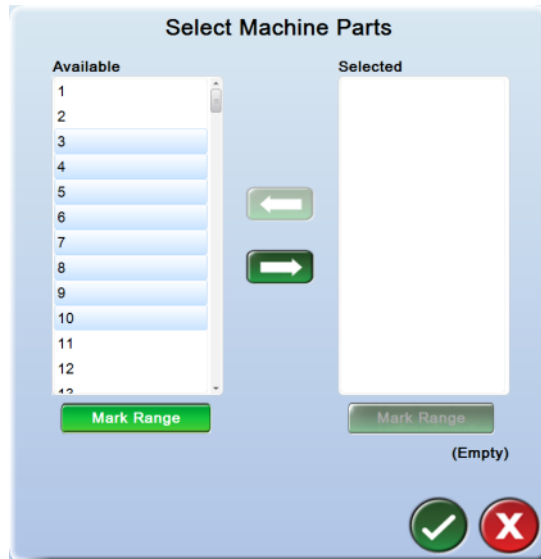 Select Machine Parts
Available
Selected
1
2
3
4
5
6
7
8
9
10
11
12
13
Mark Range
Mark Range
(Empty)
X